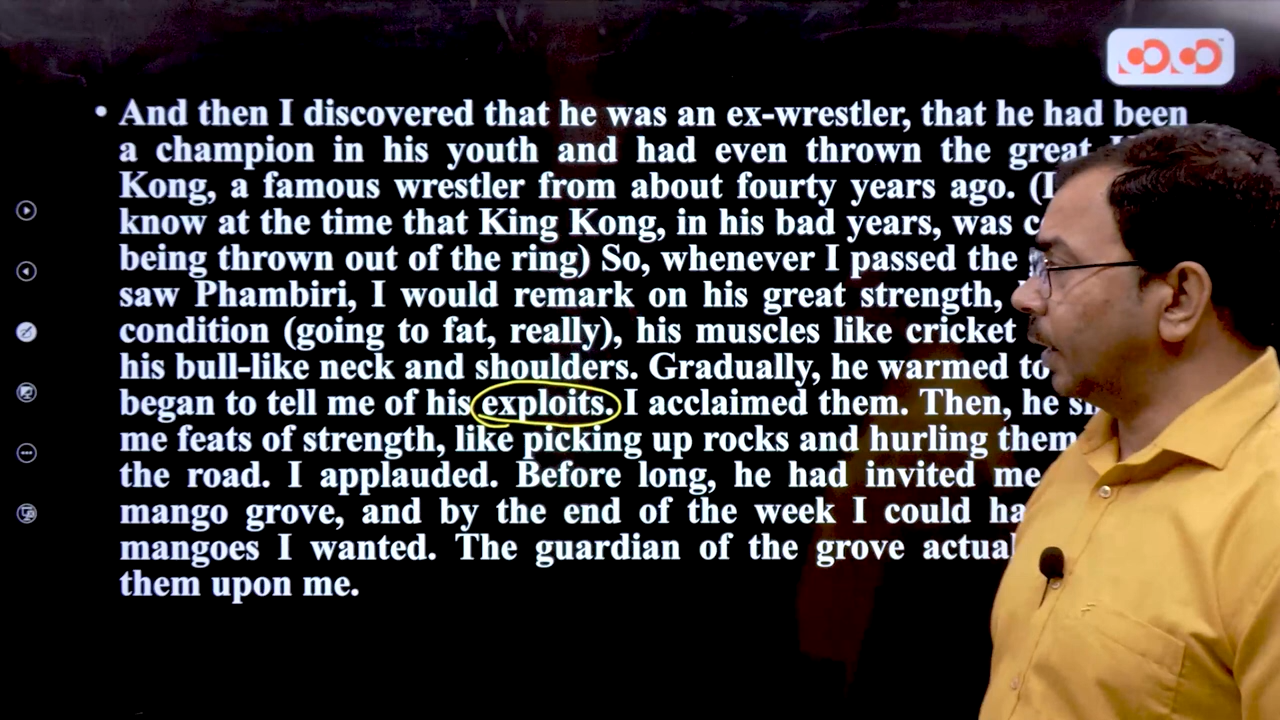 • And then I discovered that he was an ex-wrestler, that he had been
a champion in his youth and had even thrown the great
Kong, a famous wrestler from about fourty years ago. (I
know at the time that King Kong, in his bad years, was
being thrown out of the ring) So, whenever I passed the
saw Phambiri, I would remark on his great strength,
condition (going to fat, really), his muscles like cricket
his bull-like neck and shoulders. Gradually, he warmed to
began to tell me of his exploits. I acclaimed them. Then, he
me feats of strength, like picking up rocks and hurling them
the road. I applauded. Before long, he had invited me
mango grove, and by the end of the week I could
mangoes I wanted. The guardian of the grove
them upon me.